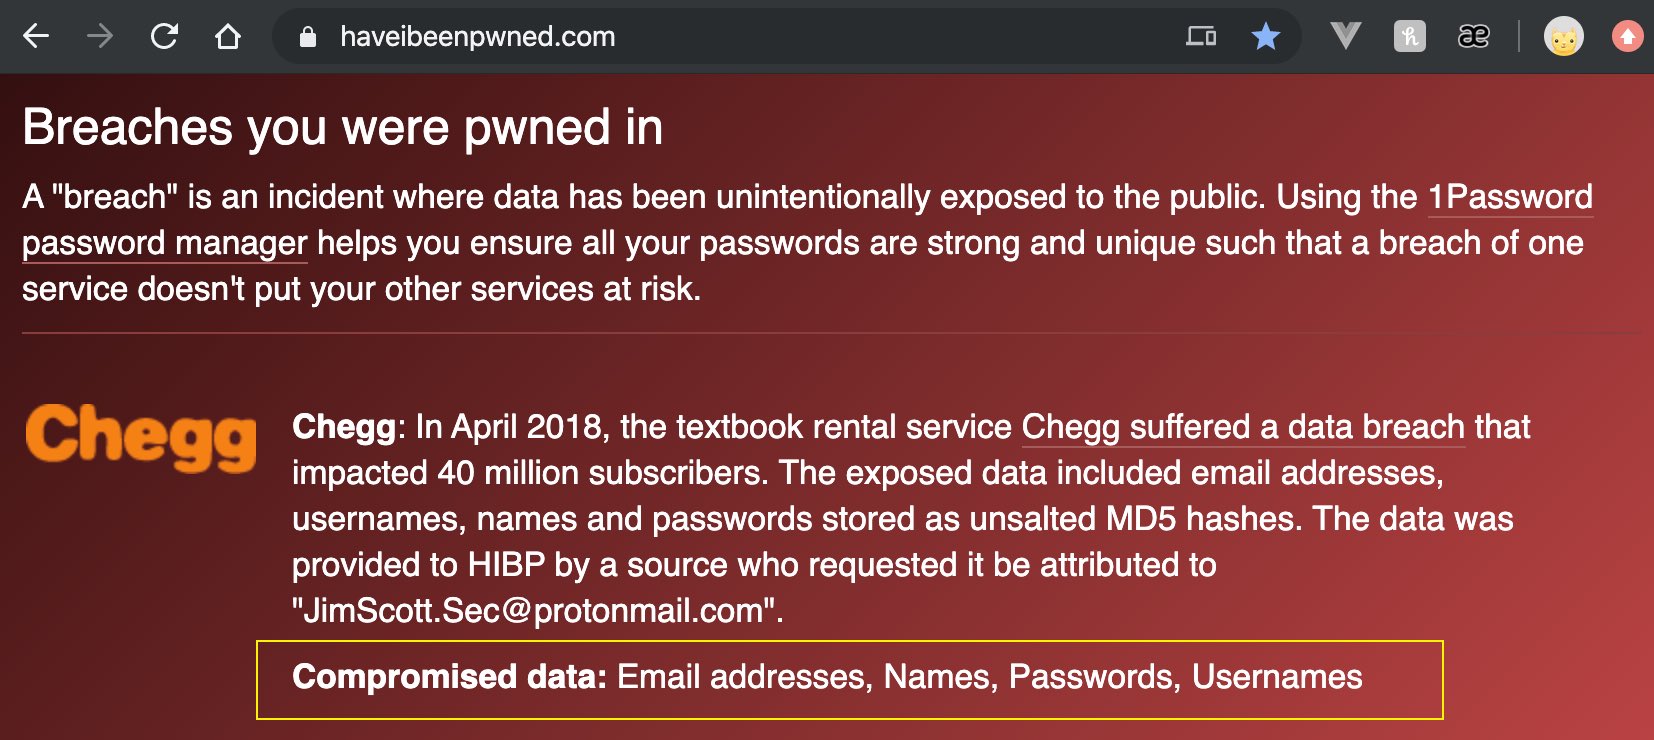 haveibeenpwned.com
Breaches you were pwned in
A "breach" is an incident where data has been unintentionally exposed to the public. Using the 1Password
password manager helps you ensure all your passwords are strong and unique such that a breach of one
service doesn't put your other services at risk.
Chegg
Chegg: In April 2018, the textbook rental service Chegg suffered a data breach that
impacted 40 million subscribers. The exposed data included email addresses,
usernames, names and passwords stored as unsalted MD5 hashes. The data was
provided to HIBP by a source who requested it be attributed to
"JimScott.Sec@protonmail.com".
Compromised data: Email addresses, Names, Passwords, Usernames